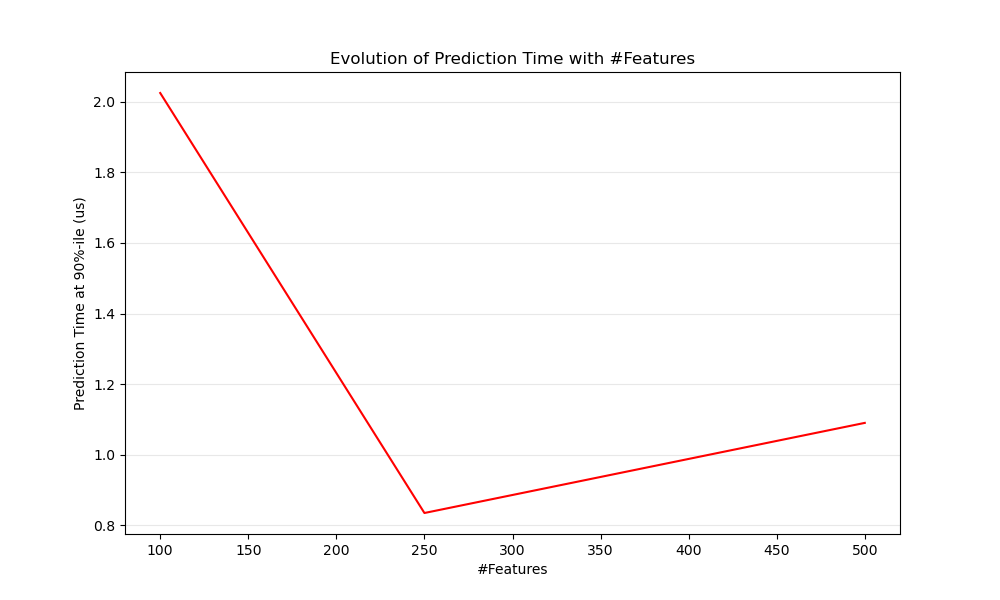 Evolution of Prediction Time with #Features
Prediction Time at 90%-ile (us)
2.0
1.8
1.6
1.4
1.2
1.0
0.8
100 150 200 250 300 350 400 450 500
#Features